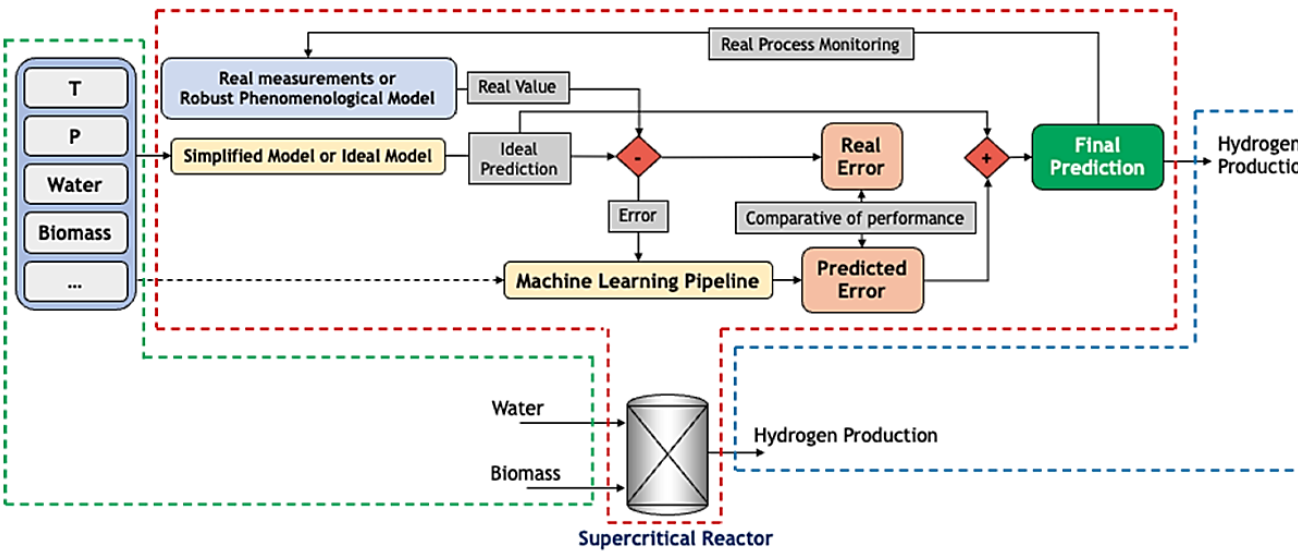 Real Process Monitoring
T
P
Water
Biomass
...
Real measurements or
Robust Phenomenological Model
Real Value
Simplified Model or Ideal Model
Ideal
Prediction
-
Real
Error
+
Final
Prediction
Hydrogen
Productio
Error
Comparative of performance
Machine Learning Pipeline
Predicted
Error
Water
Biomass
Hydrogen Production
Supercritical Reactor